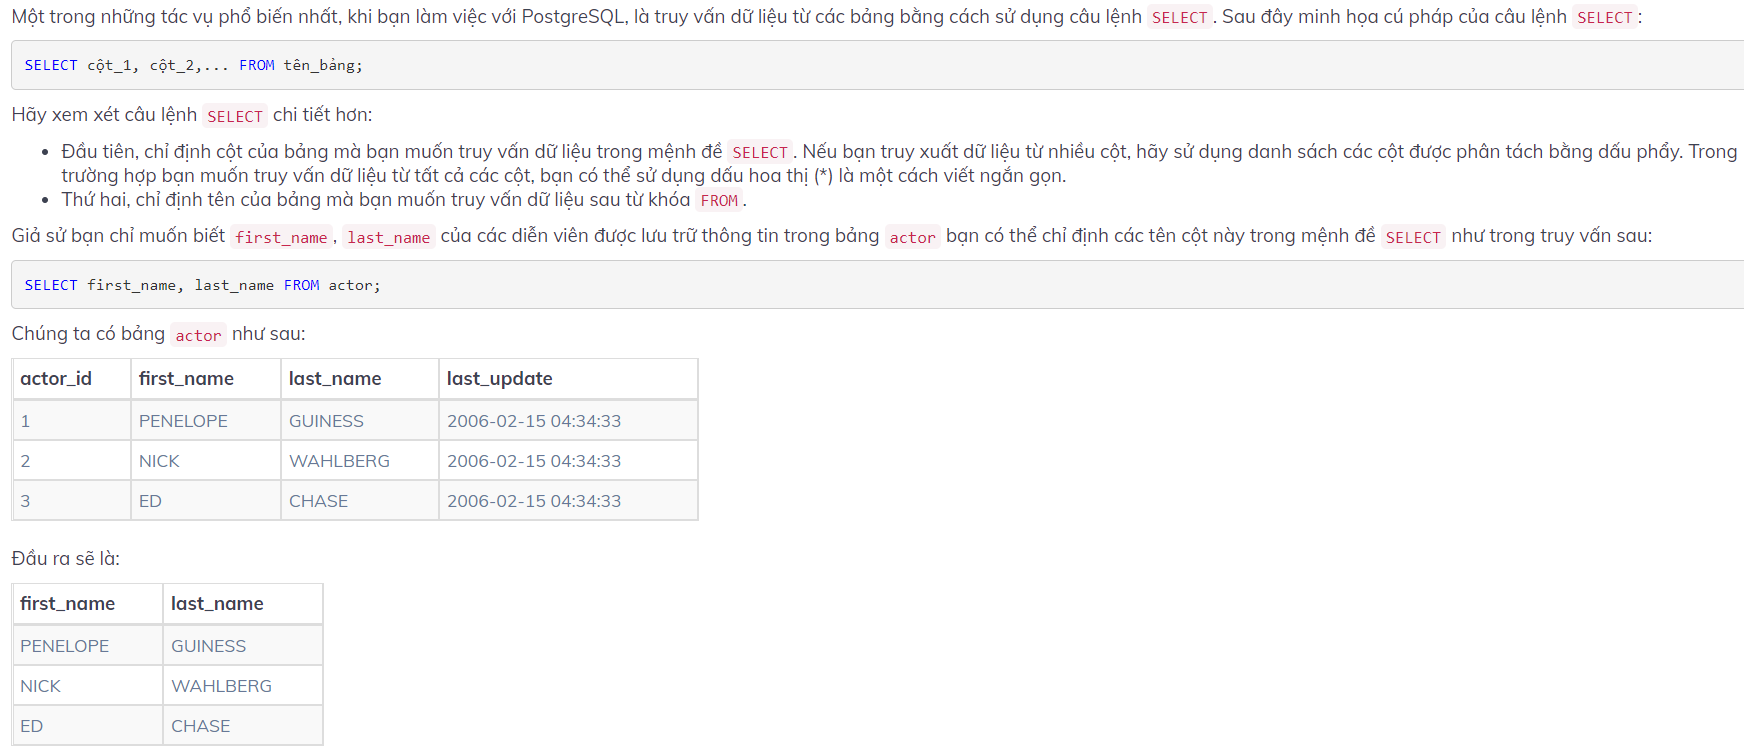 Một trong những tác vụ phổ biến nhất, khi bạn làm việc với PostgreSQL, là truy vấn dữ liệu từ các bảng bằng cách sử dụng câu lệnh SELECT. Sau đây minh họa cú pháp của câu lệnh SELECT:
SELECT cột_1, cột_2,... FROM tên_bảng;
Hãy xem xét câu lệnh SELECT chi tiết hơn:
• Đầu tiên, chỉ định cột của bảng mà bạn muốn truy vấn dữ liệu trong mệnh đề SELECT. Nếu bạn truy xuất dữ liệu từ nhiều cột, hãy sử dụng danh sách các cột được phân tách bằng dấu phẩy. Trong
trường hợp bạn muốn truy vấn dữ liệu từ tất cả các cột, bạn có thể sử dụng dấu hoa thị (*) là một cách viết ngắn gọn.
• Thứ hai, chỉ định tên của bảng mà bạn muốn truy vấn dữ liệu sau từ khóa FROM.
Giả sử bạn chỉ muốn biết first_name, last_name của các diễn viên được lưu trữ thông tin trong bảng actor bạn có thể chỉ định các tên cột này trong mệnh đề SELECT như trong truy vấn sau:
SELECT first_name, last_name FROM actor;
Chúng ta có bảng actor như sau:
actor_id first_name last_name last_update
1 PENELOPE GUINESS 2006-02-15 04:34:33
2 NICK WAHLBERG 2006-02-15 04:34:33
3 ED CHASE 2006-02-15 04:34:33
Đầu ra sẽ là:
first_name last_name
PENELOPE GUINESS
NICK WAHLBERG
ED CHASE